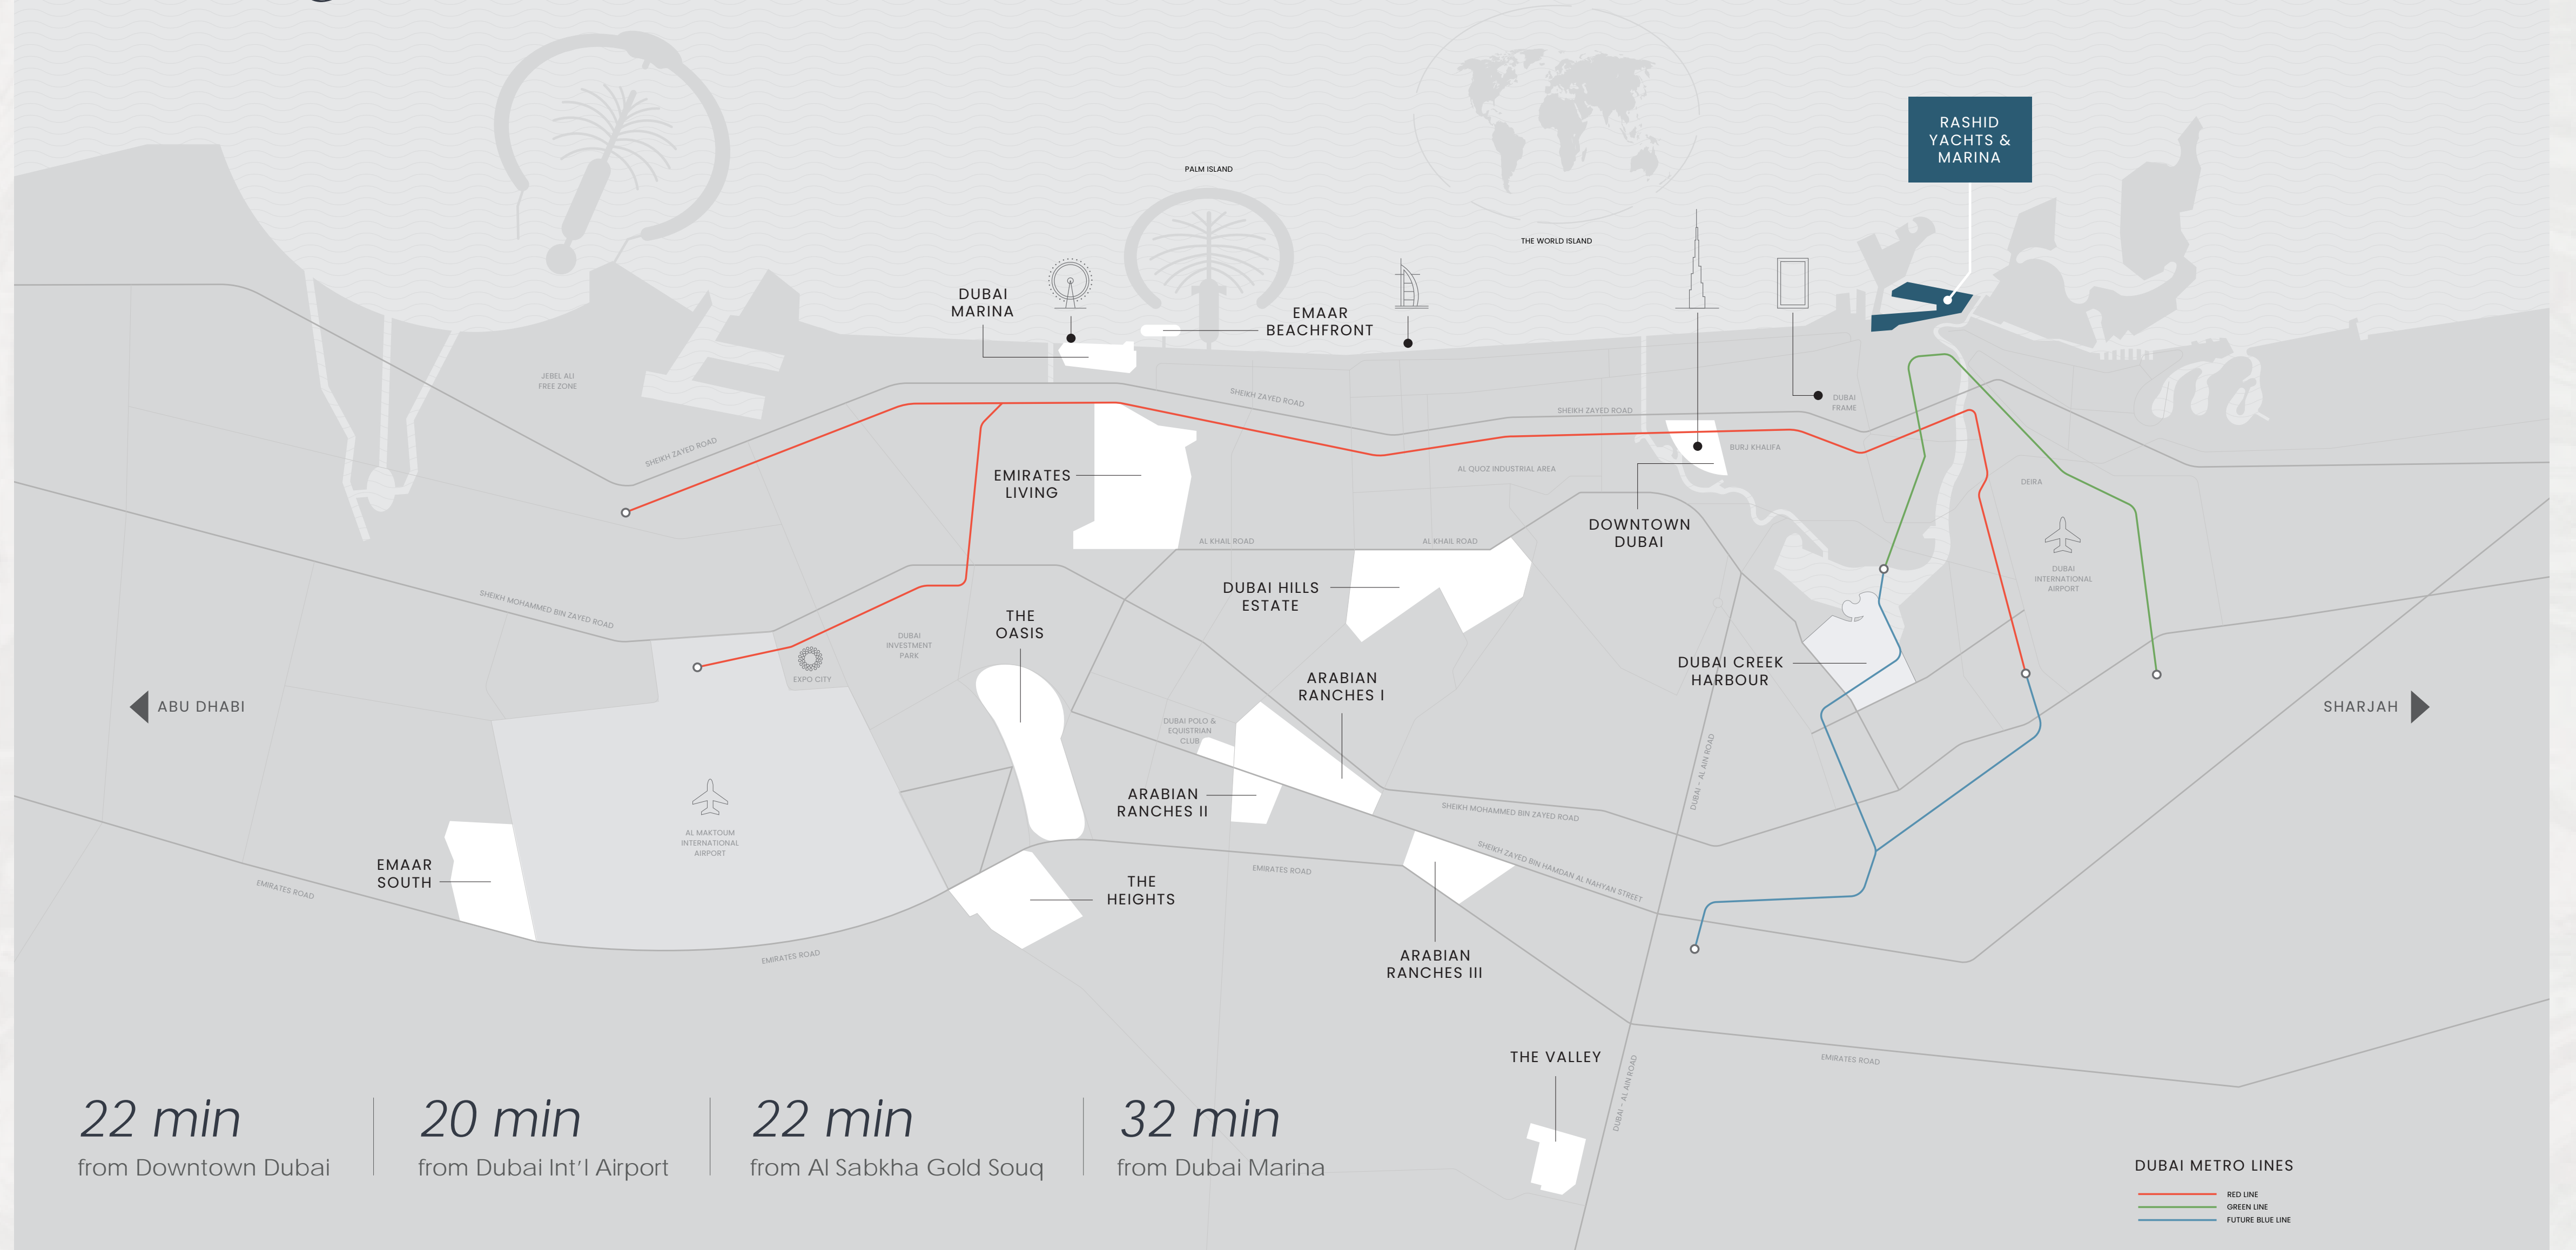 RASHID
YACHTS &
MARINA
PALM ISLAND
THE WORLD ISLAND
DUBAI
MARINA
EMAAR
BEACHFRONT
JEBEL ALI
FREE ZONE
SHEIKH ZAYED ROAD
SHEIKH ZAYED ROAD
SHEIKH ZAYED ROAD
DUBAI
FRAME
BURJ KHALIFA
AL QUOZ INDUSTRIAL AREA
EMIRATES
LIVING
DEIRA
DOWNTOWN
DUBAI
AL KHAIL ROAD
AL KHAIL ROAD
DUBAI
INTERNATIONAL
AIRPORT
DUBAI HILLS
ESTATE
SHEIKH MOHAMMED BIN ZAYED ROAD
THE
OASIS
DUBAI
INVESTMENT
PARK
EXPO CITY
DUBAI CREEK
HARBOUR
ARABIAN
RANCHES I
ABU DHABI
SHARJAH
DUBAI POLO &
EQUISTRIAN
CLUB
DUBAI - AL AIN ROAD
ARABIAN
RANCHES II
SHEIKH MOHAMMED BIN ZAYED ROAD
AL MAKTOUM
INTERNATIONAL
AIRPORT
EMAAR
SOUTH
EMIRATES ROAD
EMIRATES ROAD
SHEIKH ZAYED BIN HAMDAN AL NAHYAN STREET
THE
HEIGHTS
EMIRATES ROAD
ARABIAN
RANCHES III
THE VALLEY
EMIRATES ROAD
DUBAI - AL AIN ROAD
22 min
from Downtown Dubai
20 min
from Dubai Int'l Airport
22 min
from Al Sabkha Gold Souq
32 min
from Dubai Marina
DUBAI METRO LINES
RED LINE
GREEN LINE
FUTURE BLUE LINE